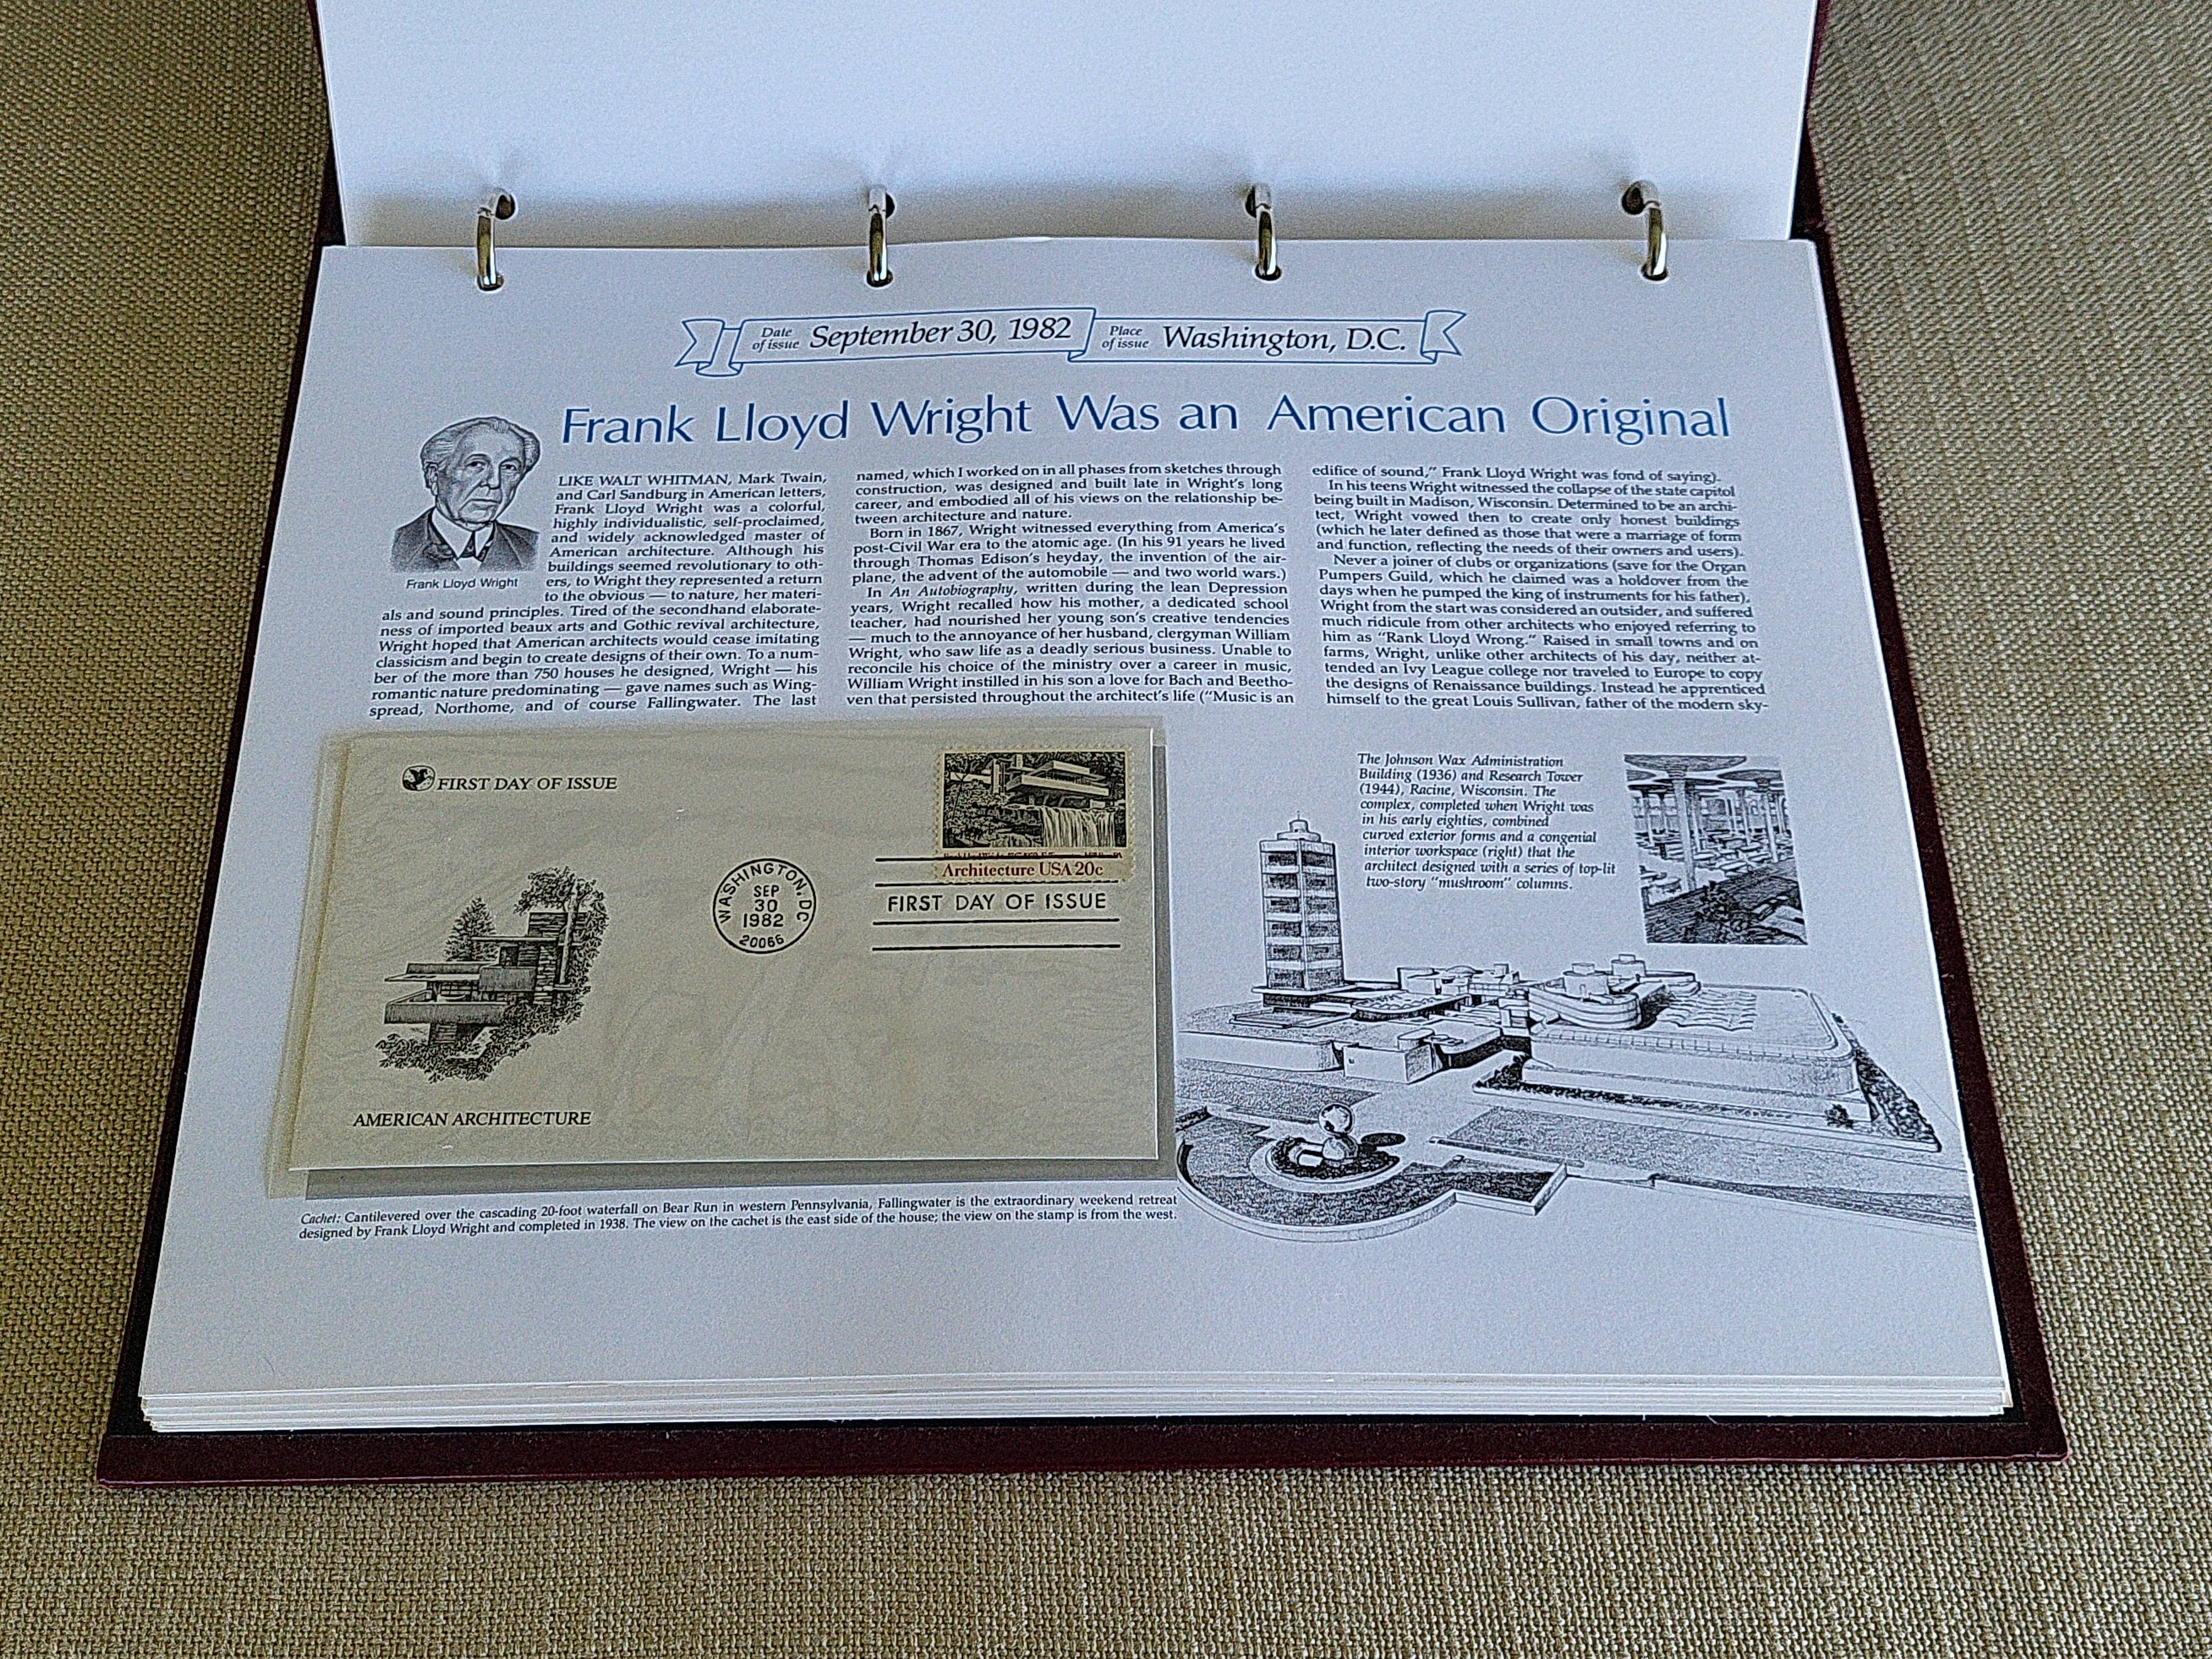 Date of issue September 30, 1982 Place of issue Washington, D.C.
Frank Lloyd Wright Was an American Original
Frank Lloyd Wright
LIKE WALT WHITMAN, Mark Twain,
and Carl Sandburg in American letters,
Frank Lloyd Wright was a colorful,
highly individualistic, self-proclaimed,
and widely acknowledged master of
American architecture. Although his
buildings seemed revolutionary to oth-
ers, to Wright they represented a return
to the obvious — to nature, her materi-
als and sound principles. Tired of the secondhand elaborate-
ness of imported beaux arts and Gothic revival architecture,
Wright hoped that American architects would cease imitating
classicism and begin to create designs of their own. To a num-
ber of the more than 750 houses he designed, Wright — his
romantic nature predominating — gave names such as Wing-
spread, Northome, and of course Fallingwater. The last
named, which I worked on in all phases from sketches through
construction, was designed and built late in Wright's long
career, and embodied all of his views on the relationship be-
tween architecture and nature.
Born in 1867, Wright witnessed everything from America's
post-Civil War era to the atomic age. (In his 91 years he lived
through Thomas Edison's heyday, the invention of the air-
plane, the advent of the automobile — and two world wars.)
In An Autobiography, written during the lean Depression
years, Wright recalled how his mother, a dedicated school
teacher, had nourished her young son's creative tendencies
— much to the annoyance of her husband, clergyman William
Wright, who saw life as a deadly serious business. Unable to
reconcile his choice of the ministry over a career in music,
William Wright instilled in his son a love for Bach and Beetho-
ven that persisted throughout the architect's life ("Music is an
edifice of sound," Frank Lloyd Wright was fond of saying).
In his teens Wright witnessed the collapse of the state capitol
being built in Madison, Wisconsin. Determined to be an archi-
tect, Wright vowed then to create only honest buildings
(which he later defined as those that were a marriage of form
and function, reflecting the needs of their owners and users).
Never a joiner of clubs or organizations (save for the Organ
Pumpers Guild, which he claimed was a holdover from the
days when he pumped the king of instruments for his father),
Wright from the start was considered an outsider, and suffered
much ridicule from other architects who enjoyed referring to
him as "Rank Lloyd Wrong." Raised in small towns and on
farms, Wright, unlike other architects of his day, neither at-
tended an Ivy League college nor traveled to Europe to copy
the designs of Renaissance buildings. Instead he apprenticed
himself to the great Louis Sullivan, father of the modern sky-
FIRST DAY OF ISSUE
Architecture USA 20c
WASHINGTON, DC
SEP
30
1982
20066
FIRST DAY OF ISSUE
AMERICAN ARCHITECTURE
The Johnson Wax Administration
Building (1936) and Research Tower
(1944), Racine, Wisconsin. The
complex, completed when Wright was
in his early eighties, combined
curved exterior forms and a congenial
interior workspace (right) that the
architect designed with a series of top-lit
two-story "mushroom" columns.
Cachet: Cantilevered over the cascading 20-foot waterfall on Bear Run in western Pennsylvania, Fallingwater is the extraordinary weekend retreat
designed by Frank Lloyd Wright and completed in 1938. The view on the cachet is the east side of the house; the view on the stamp is from the west.